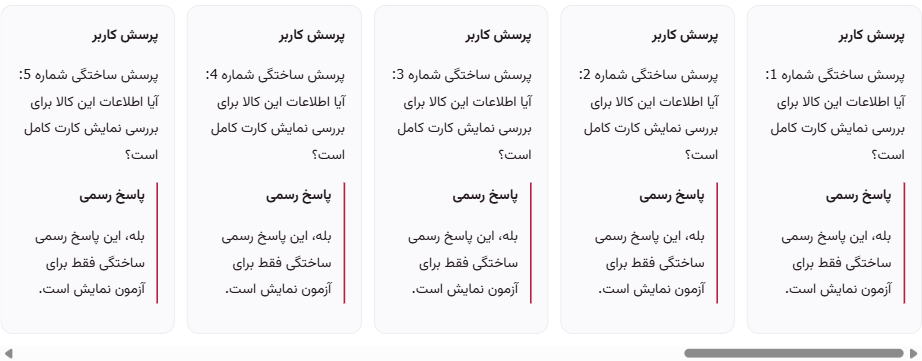 پرسش کاربر
پرسش ساختگی شماره 1:
آیا اطلاعات این کالا برای
بررسی نمایش کارت کامل
است؟
پاسخ رسمی
بله، این پاسخ رسمی
ساختگی فقط برای
آزمون نمایش است.
پرسش کاربر
پرسش ساختگی شماره 2:
آیا اطلاعات این کالا برای
بررسی نمایش کارت کامل
است؟
پاسخ رسمی
بله، این پاسخ رسمی
ساختگی فقط برای
آزمون نمایش است.
پرسش کاربر
پرسش ساختگی شماره 3:
آیا اطلاعات این کالا برای
بررسی نمایش کارت کامل
است؟
پاسخ رسمی
بله، این پاسخ رسمی
ساختگی فقط برای
آزمون نمایش است.
پرسش کاربر
پرسش ساختگی شماره 4:
آیا اطلاعات این کالا برای
بررسی نمایش کارت کامل
است؟
پاسخ رسمی
بله، این پاسخ رسمی
ساختگی فقط برای
آزمون نمایش است.
پرسش کاربر
پرسش ساختگی شماره 5:
آیا اطلاعات این کالا برای
بررسی نمایش کارت کامل
است؟
پاسخ رسمی
بله، این پاسخ رسمی
ساختگی فقط برای
آزمون نمایش است.